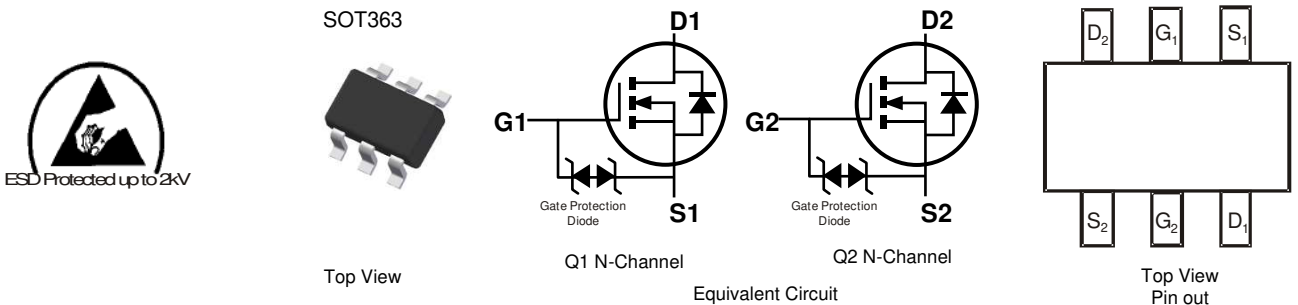 SOT363
ESD Protected up to 2kV
Top View
D1
G1
Gate Protection
Diode
S1
Q1 N-Channel
D2
G2
Gate Protection
Diode
S2
Q2 N-Channel
Equivalent Circuit
D2 G1 S1
S2 G2 D1
Top View
Pin out